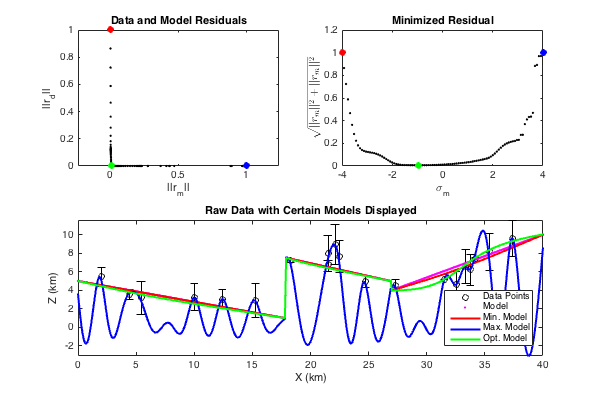 Data and Model Residuals
1
0.8
0.6
0.4
0.2
0
||r_d||
0
0.5
1
||r_m||
Minimized Residual
1.2
1
0.8
0.6
0.4
0.2
0
√||r_m||² + ||r_d||²
-4
-2
0
2
4
σ_m
Raw Data with Certain Models Displayed
10
8
6
4
2
0
-2
Z (km)
0
5
10
15
20
25
30
35
40
X (km)
Data Points
Model
Min. Model
Max. Model
Opt. Model